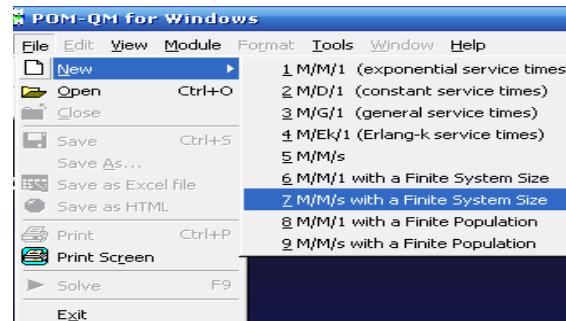 POM-QM for Windows
File Edit View Module Format Tools Window Help
New
Open Ctrl+O
Close
Save Ctrl+S
Save As...
Save as Excel file
Save as HTML
Print Ctrl+P
Print Screen
Solve F9
Exit
1 M/M/1 (exponential service times
2 M/D/1 (constant service times)
3 M/G/1 (general service times)
4 M/Ek/1 (Erlang-k service times)
5 M/M/s
6 M/M/1 with a Finite System Size
7 M/M/s with a Finite System Size
8 M/M/1 with a Finite Population
9 M/M/s with a Finite Population